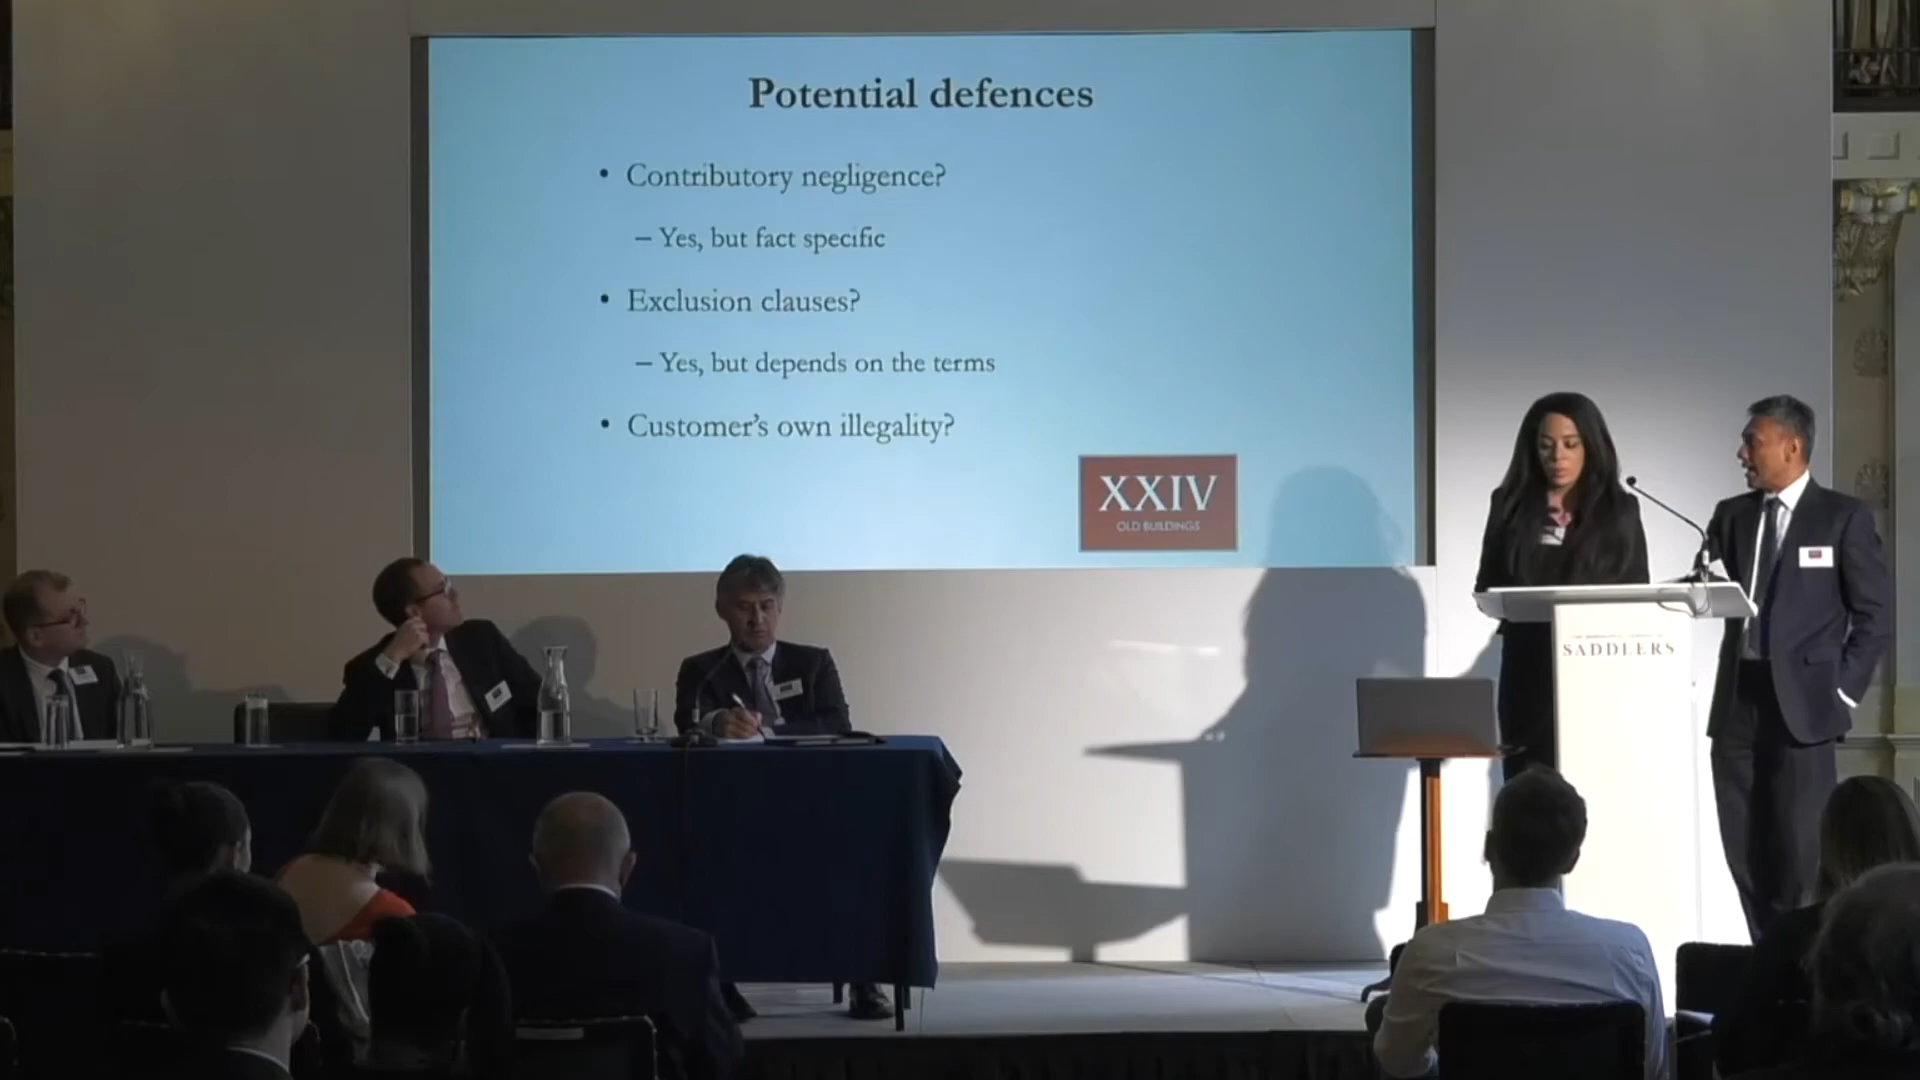 Potential defences
• Contributory negligence?
– Yes, but fact specific
• Exclusion clauses?
– Yes, but depends on the terms
• Customer's own illegality?
XXIV
OLD BUILDINGS
SADDLERS